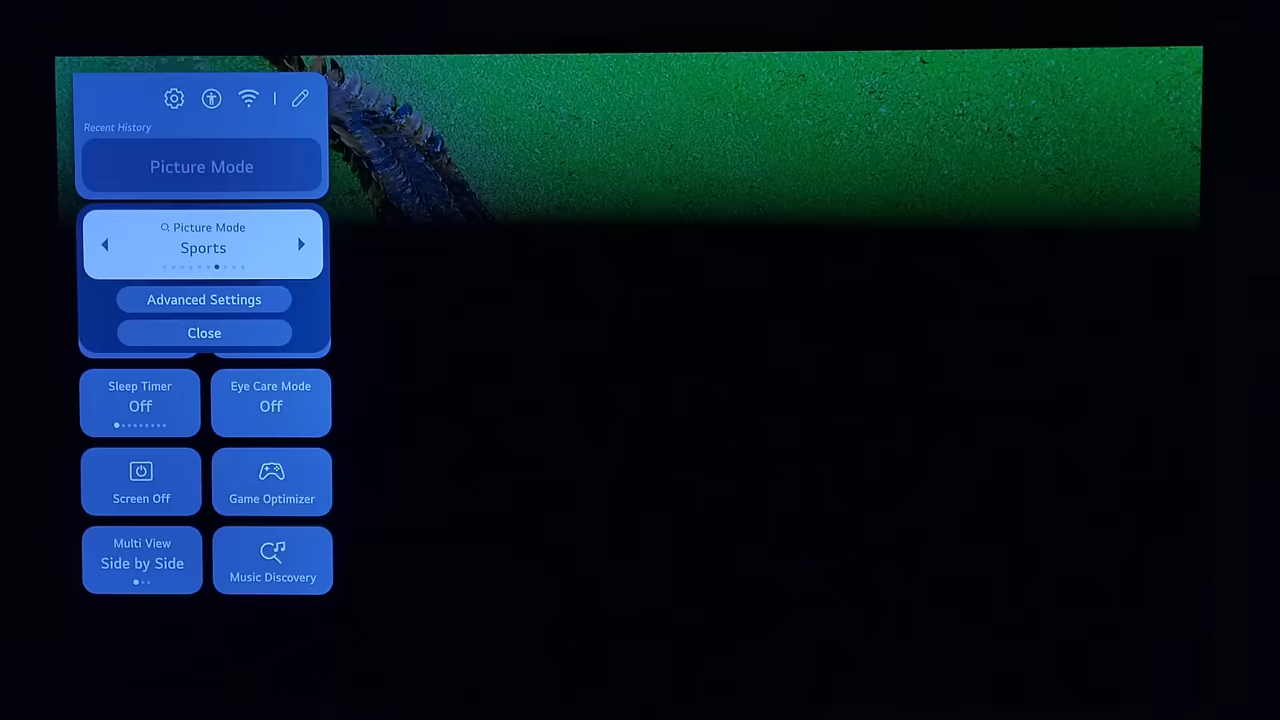 Recent History
Picture Mode
Picture Mode
Sports
Advanced Settings
Close
Sleep Timer
Off
Eye Care Mode
Off
Screen Off
Game Optimizer
Multi View
Side by Side
Music Discovery